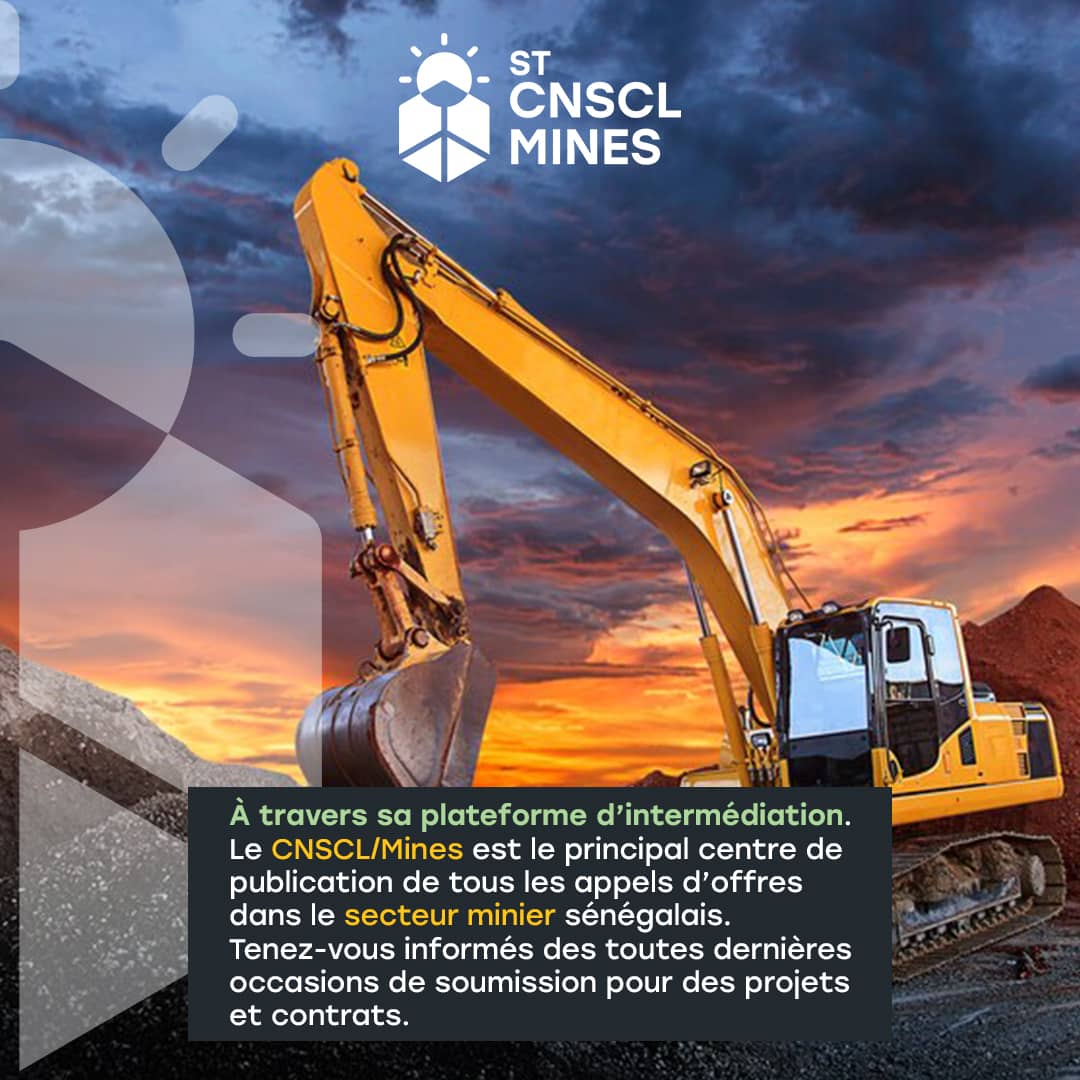 ST
CNSCL
MINES
À travers sa plateforme d’intermédiation.
Le CNSCL/Mines est le principal centre de
publication de tous les appels d’offres
dans le secteur minier sénégalais.
Tenez-vous informés des toutes dernières
occasions de soumission pour des projets
et contrats.